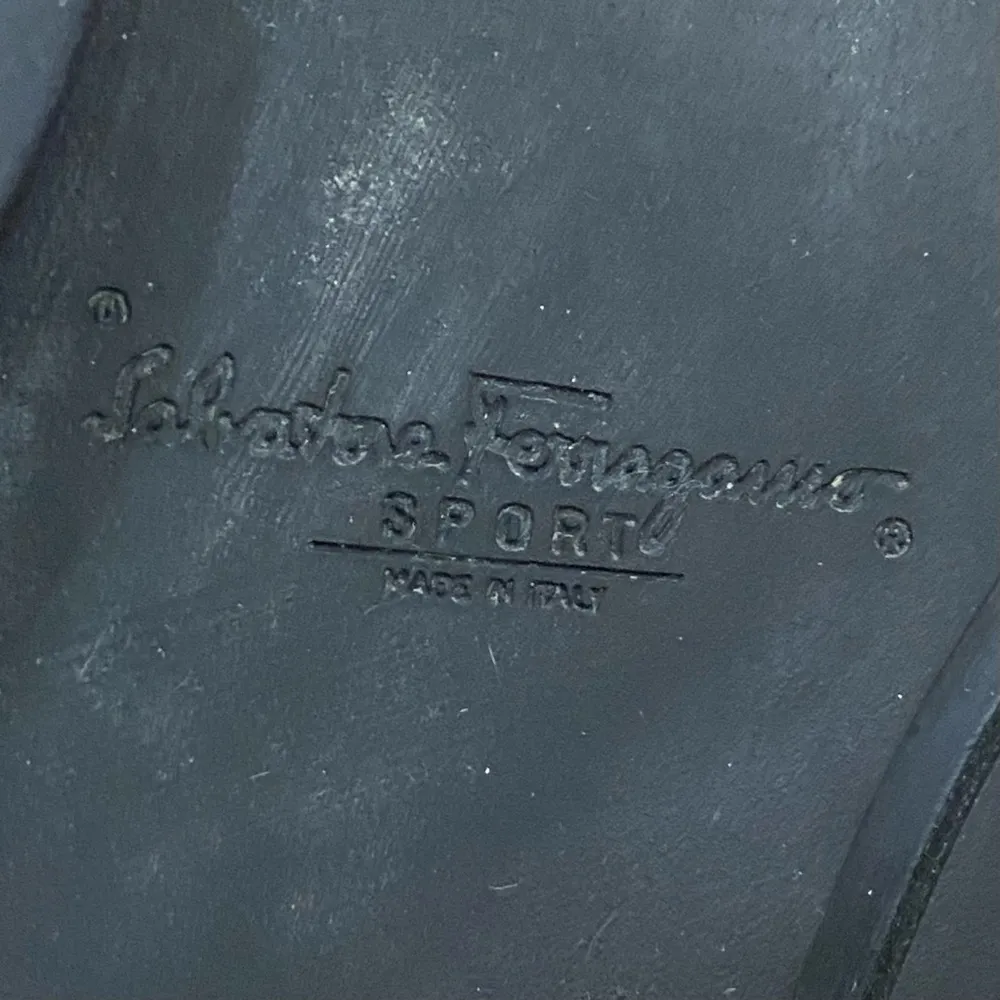 Salvatore Ferragamo ®
SPORT
MADE IN ITALY